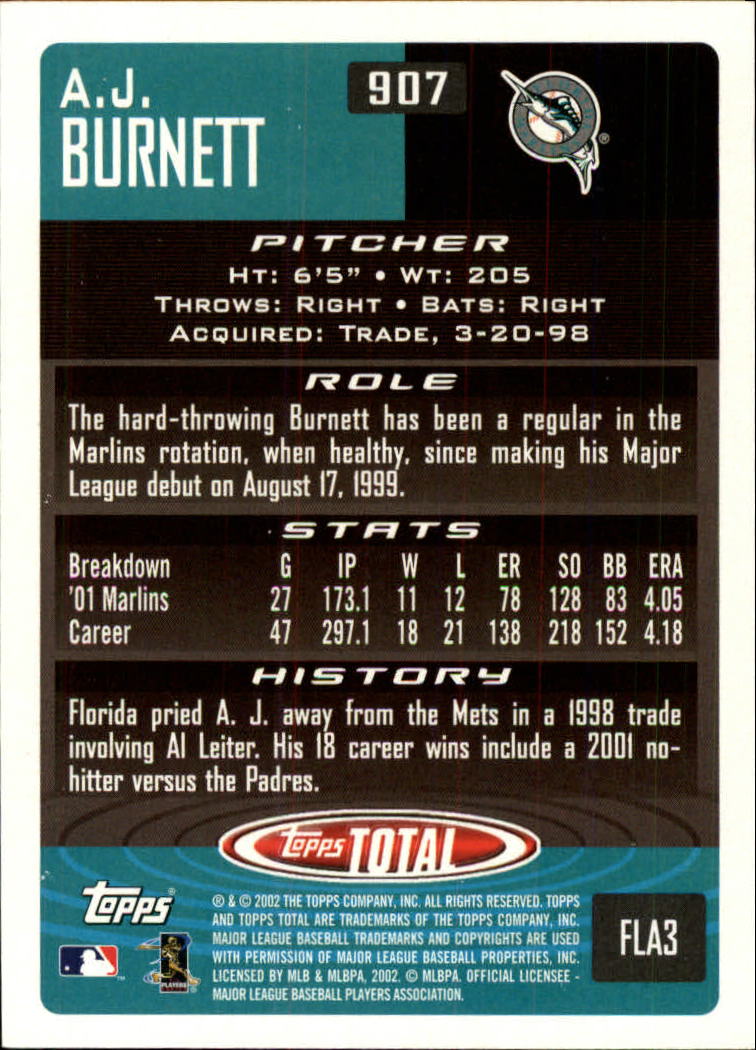 A.J.
BURNETT
907
®
PITCHER
HT: 6'5" • WT: 205
THROWS: RIGHT • BATS: RIGHT
ACQUIRED: TRADE, 3-20-98
ROLE
The hard-throwing Burnett has been a regular in the
Marlins rotation, when healthy, since making his Major
League debut on August 17, 1999.
STATS
Breakdown G IP W L ER SO BB ERA
'01 Marlins 27 173.1 11 12 78 128 83 4.05
Career 47 297.1 18 21 138 218 152 4.18
HISTORY
Florida pried A. J. away from the Mets in a 1998 trade
involving Al Leiter. His 18 career wins include a 2001 no-
hitter versus the Padres.
topps TOTAL
topps®
® & © 2002 THE TOPPS COMPANY, INC. ALL RIGHTS RESERVED. TOPPS
AND TOPPS TOTAL ARE TRADEMARKS OF THE TOPPS COMPANY, INC.
MAJOR LEAGUE BASEBALL TRADEMARKS AND COPYRIGHTS ARE USED
WITH PERMISSION OF MAJOR LEAGUE BASEBALL PROPERTIES, INC.
LICENSED BY MLB & MLBPA, 2002. © MLBPA. OFFICIAL LICENSEE -
MAJOR LEAGUE BASEBALL PLAYERS ASSOCIATION.
FLA3
TM
PLAYERS